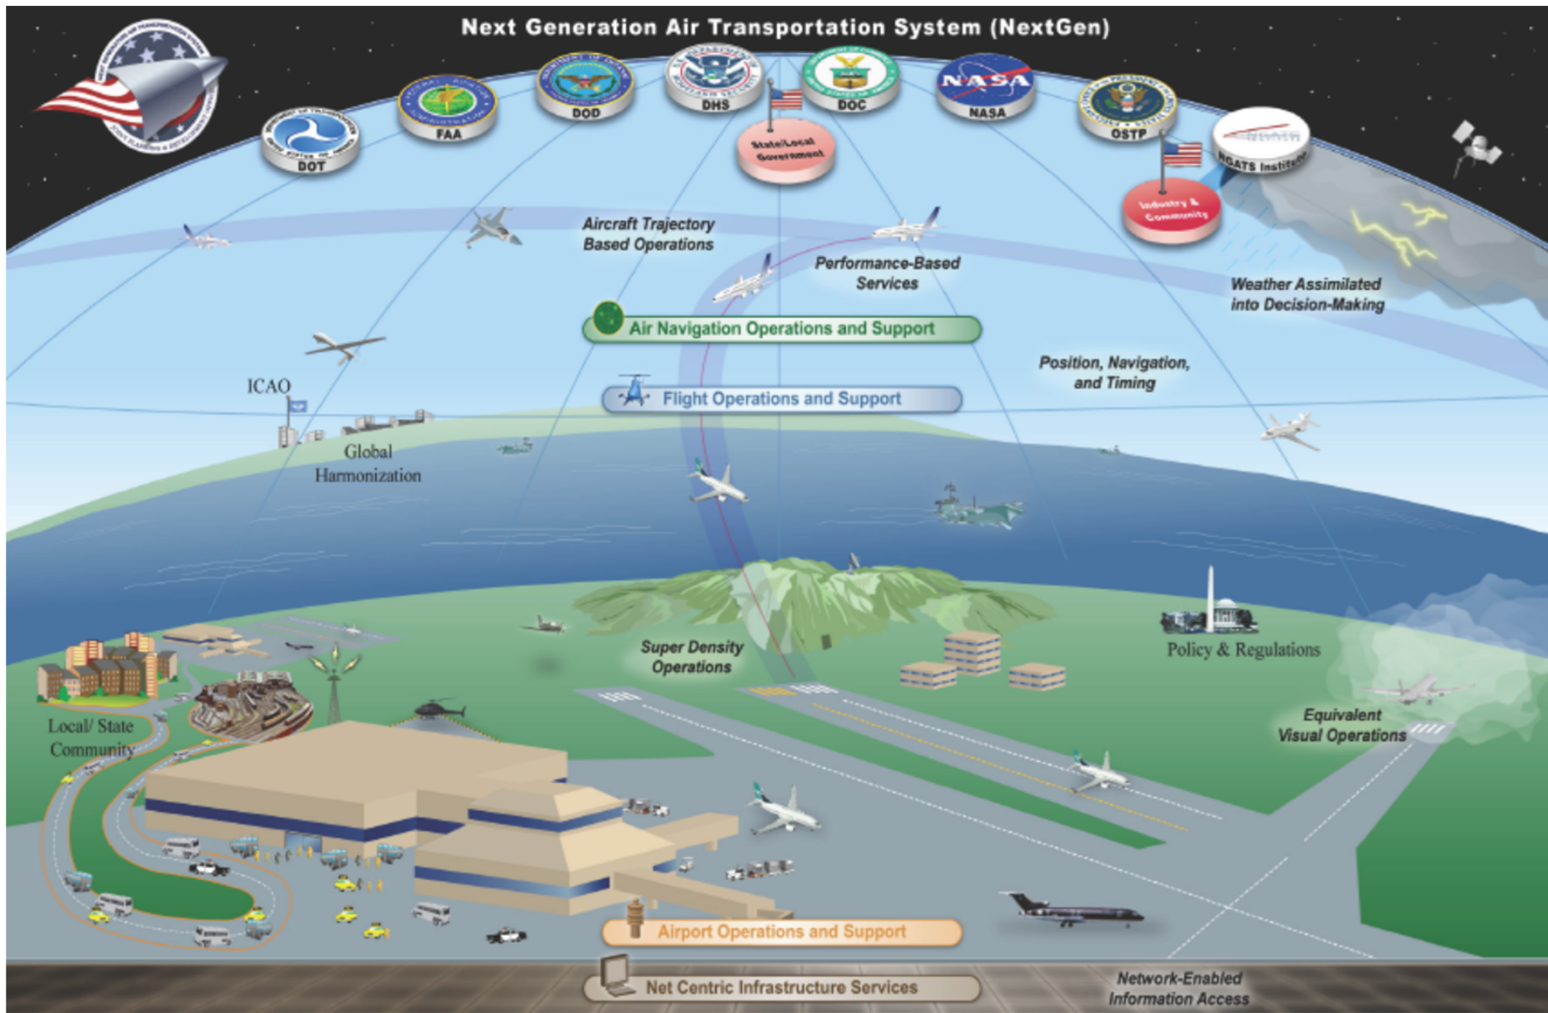 Next Generation Air Transportation System (NextGen)
DOT
FAA
DOD
DHS
DOC
NASA
NASA
OSTP
NGATS Institute
State/Local
Government
Industry &
Community
Aircraft Trajectory
Based Operations
Performance-Based
Services
Weather Assimilated
into Decision-Making
Air Navigation Operations and Support
Position, Navigation,
and Timing
ICAO
Flight Operations and Support
Global
Harmonization
Super Density
Operations
Policy & Regulations
Local/ State
Community
Equivalent
Visual Operations
Airport Operations and Support
Net Centric Infrastructure Services
Network-Enabled
Information Access